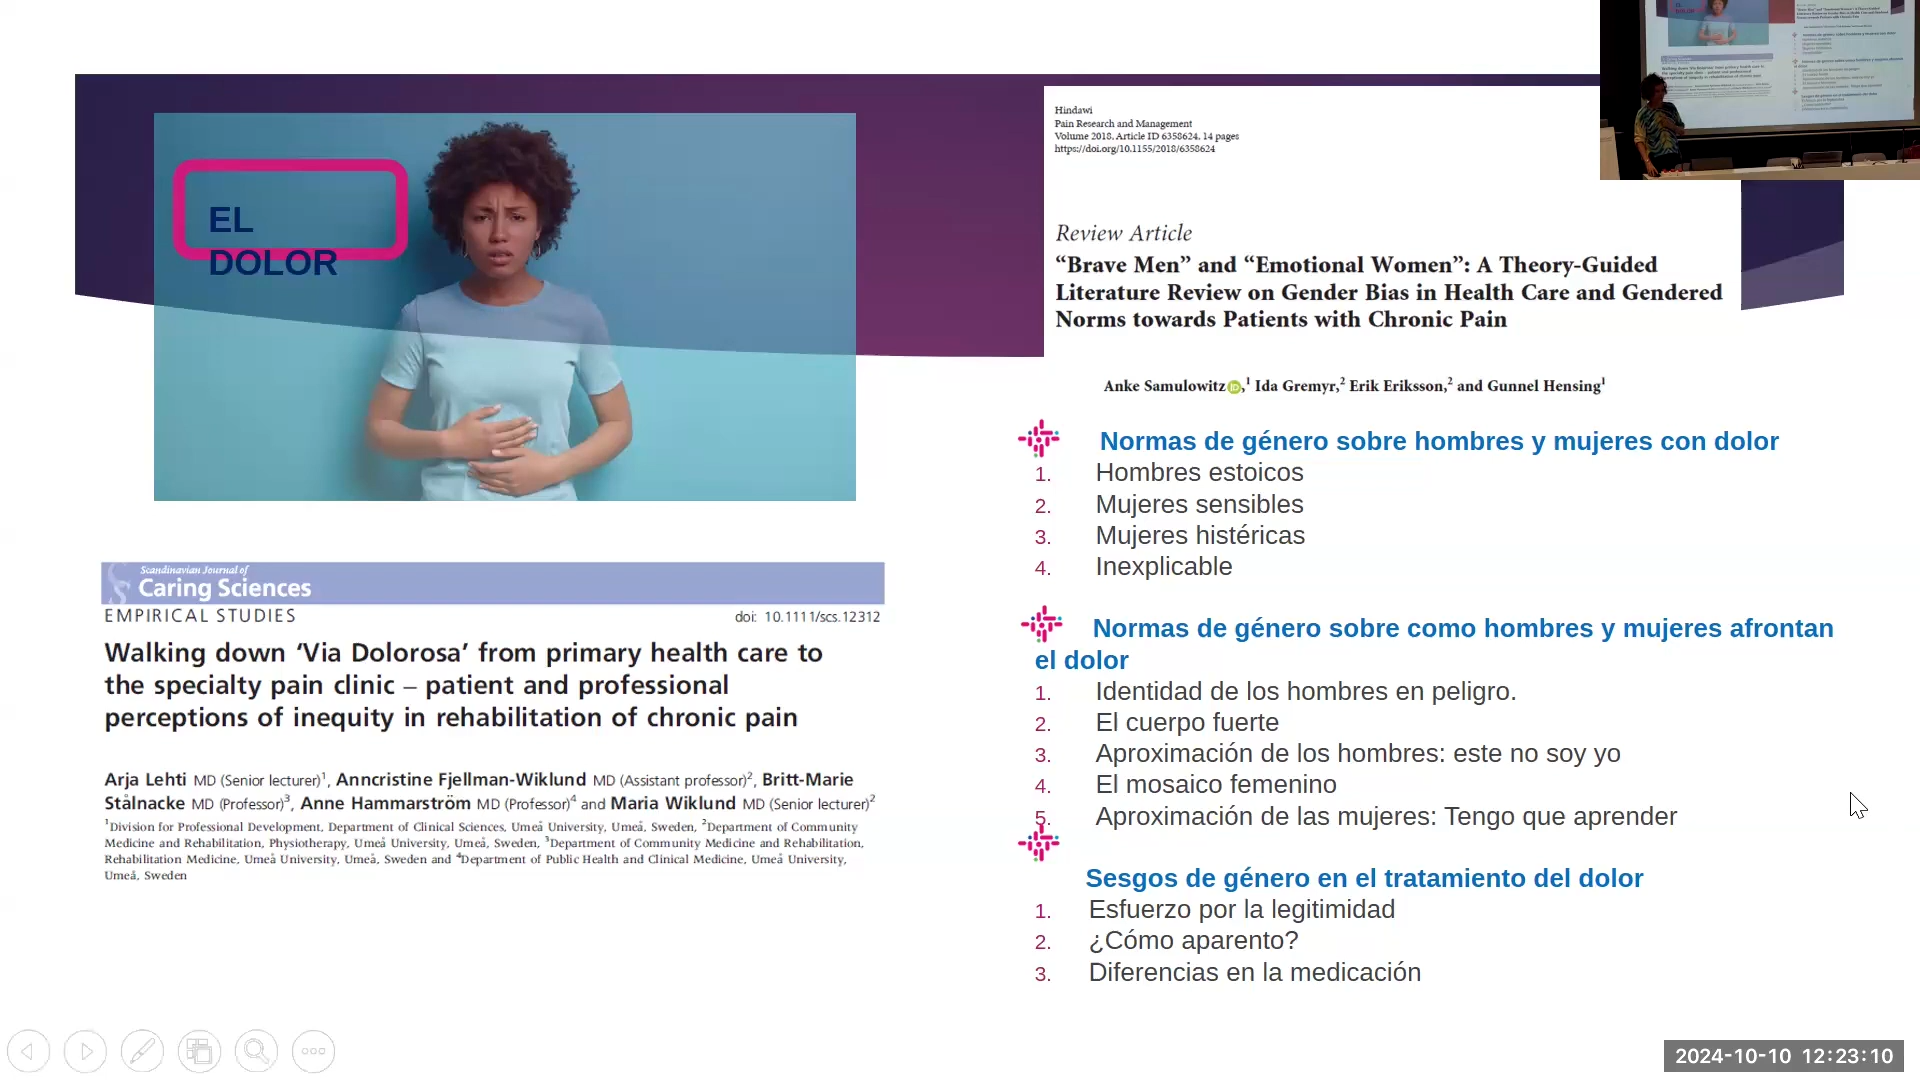 EL
DOLOR
Scandinavian Journal of
Caring Sciences
EMPIRICAL STUDIES
doi: 10.1111/scs.12312
Walking down ‘Via Dolorosa’ from primary health care to
the specialty pain clinic – patient and professional
perceptions of inequity in rehabilitation of chronic pain
Arja Lehti MD (Senior lecturer)1, Anncristine Fjellman-Wiklund MD (Assistant professor)2, Britt-Marie
Stålnacke MD (Professor)3, Anne Hammarström MD (Professor)4 and Maria Wiklund MD (Senior lecturer)2
1Division for Professional Development, Department of Clinical Sciences, Umeå University, Umeå, Sweden, 2Department of Community
Medicine and Rehabilitation, Physiotherapy, Umeå University, Umeå, Sweden, 3Department of Community Medicine and Rehabilitation,
Rehabilitation Medicine, Umeå University, Umeå, Sweden and 4Department of Public Health and Clinical Medicine, Umeå University,
Umeå, Sweden
Hindawi
Pain Research and Management
Volume 2018, Article ID 6358624, 14 pages
https://doi.org/10.1155/2018/6358624
Review Article
“Brave Men” and “Emotional Women”: A Theory-Guided
Literature Review on Gender Bias in Health Care and Gendered
Norms towards Patients with Chronic Pain
Anke Samulowitz iD,1 Ida Gremyr,2 Erik Eriksson,2 and Gunnel Hensing1
Normas de género sobre hombres y mujeres con dolor
1. Hombres estoicos
2. Mujeres sensibles
3. Mujeres histéricas
4. Inexplicable
Normas de género sobre como hombres y mujeres afrontan
el dolor
1. Identidad de los hombres en peligro.
2. El cuerpo fuerte
3. Aproximación de los hombres: este no soy yo
4. El mosaico femenino
5. Aproximación de las mujeres: Tengo que aprender
Sesgos de género en el tratamiento del dolor
1. Esfuerzo por la legitimidad
2. ¿Cómo aparento?
3. Diferencias en la medicación
2024-10-10 12:23:10